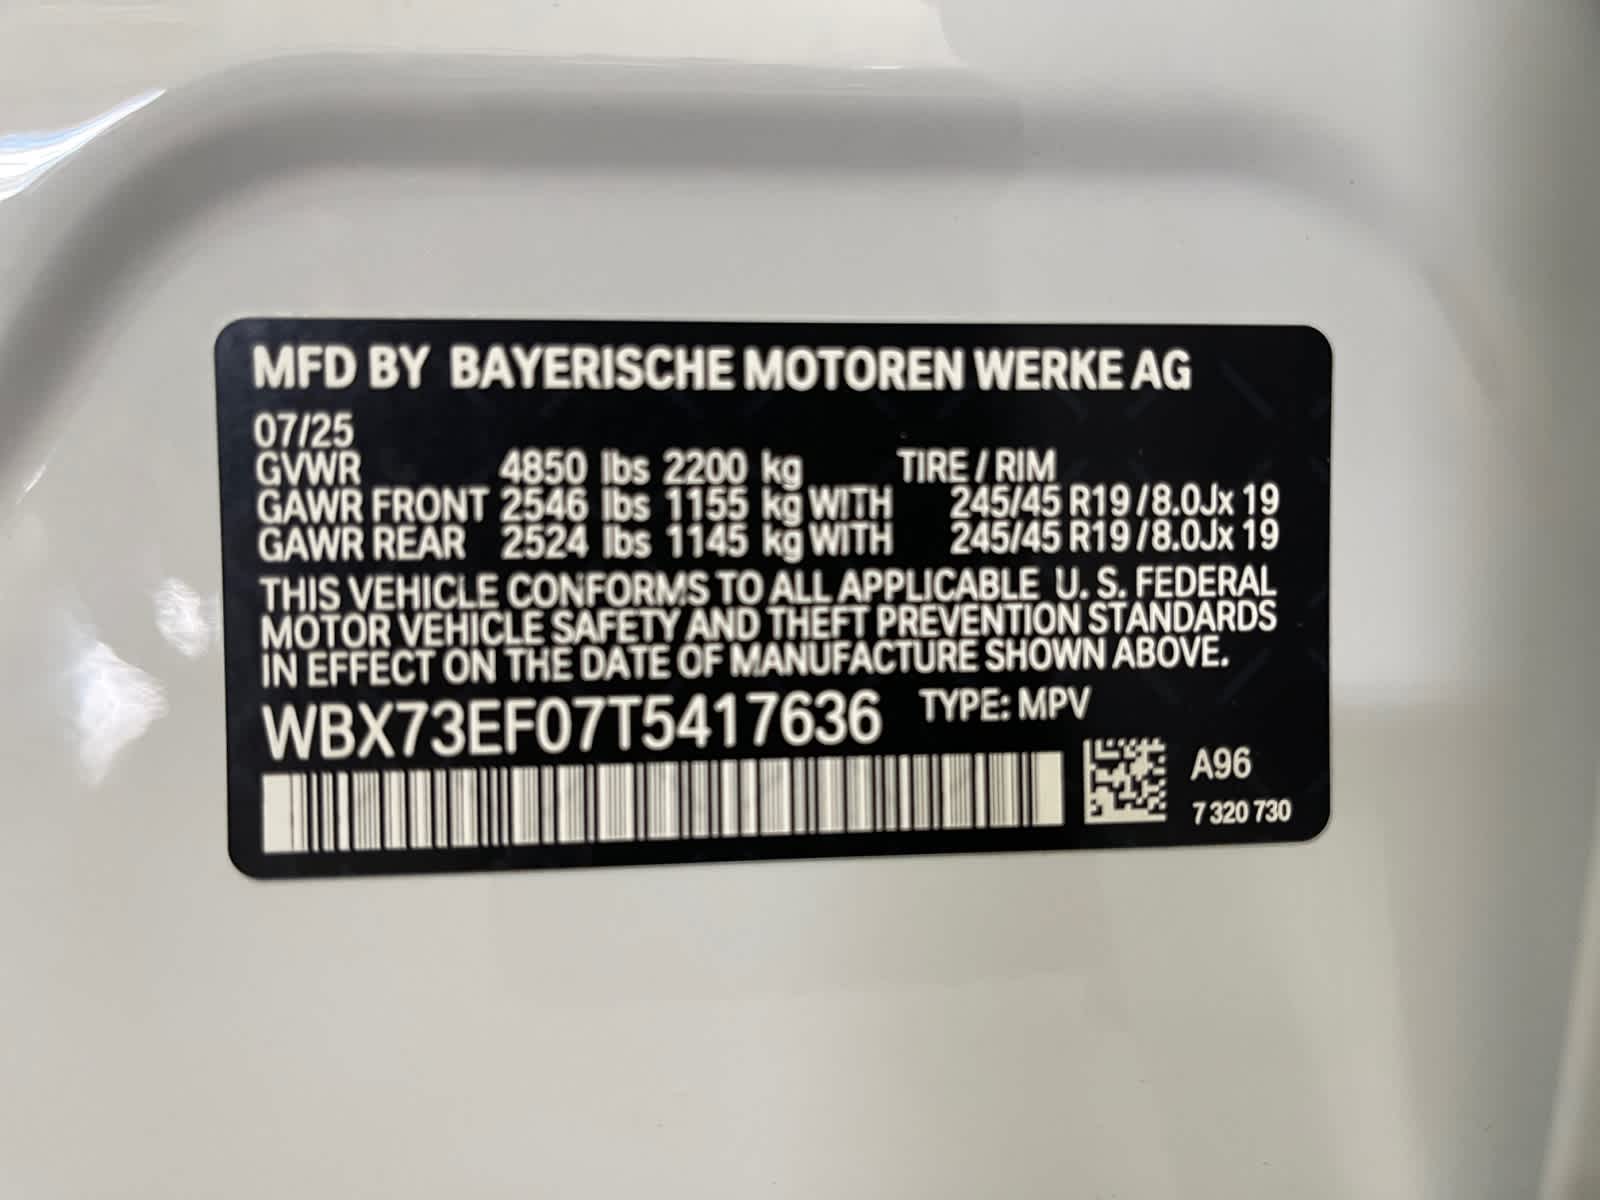 MFD BY BAYERISCHE MOTOREN WERKE AG
07/25
GVWR 4850 lbs 2200 kg TIRE / RIM
GAWR FRONT 2546 lbs 1155 kg WITH 245/45 R19 /8.0Jx 19
GAWR REAR 2524 lbs 1145 kg WITH 245/45 R19 /8.0Jx 19
THIS VEHICLE CONFORMS TO ALL APPLICABLE U. S. FEDERAL
MOTOR VEHICLE SAFETY AND THEFT PREVENTION STANDARDS
IN EFFECT ON THE DATE OF MANUFACTURE SHOWN ABOVE.
WBX73EF07T5417636 TYPE: MPV
A96
7 320 730